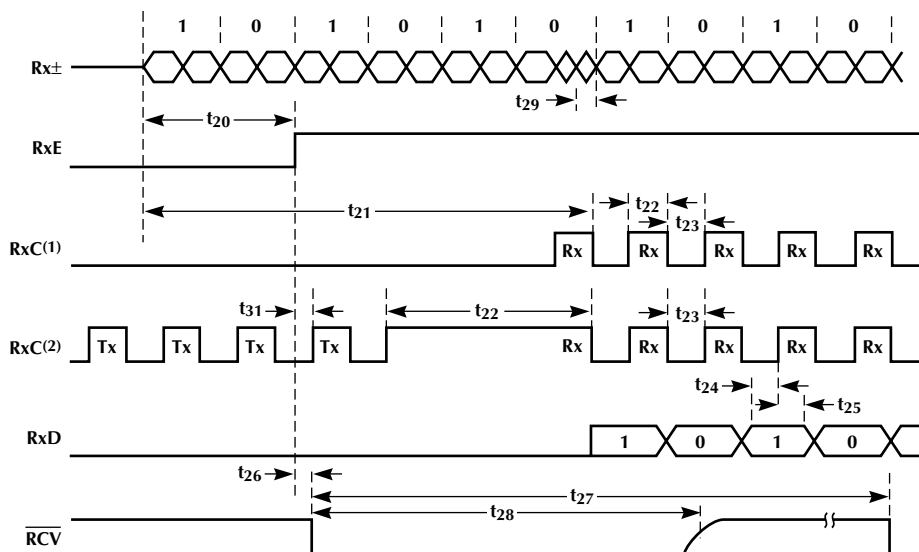 1 0 1 0 1 0 1 0 1 0
Rx±
t29
t20
RxE
t21
t22
t23
RxC(1)
Rx Rx Rx Rx Rx
t31
t22
t23
RxC(2)
Tx Tx Tx Tx Rx Rx Rx Rx Rx
t24
t25
RxD
1 0 1 0
t26
t27
t28
RCV